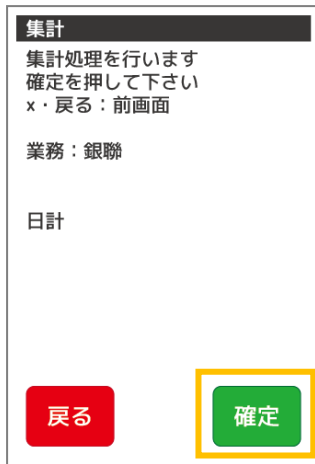 集計
集計処理を行います
確定を押して下さい
x・戻る：前画面
業務：銀聯
日計
戻る
確定